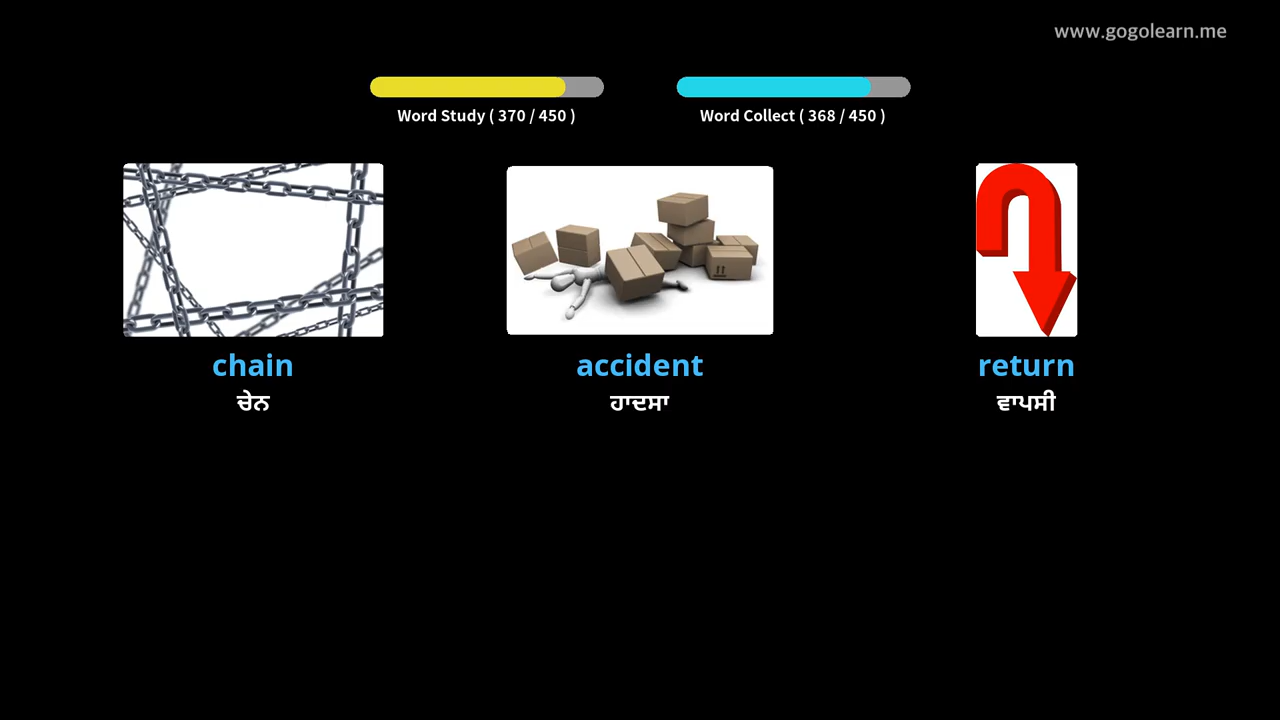 www.gogolearn.me
Word Study ( 370 / 450 )
Word Collect ( 368 / 450 )
chain
accident
return
ਚੇਨ
ਹਾਦਸਾ
ਵਾਪਸੀ